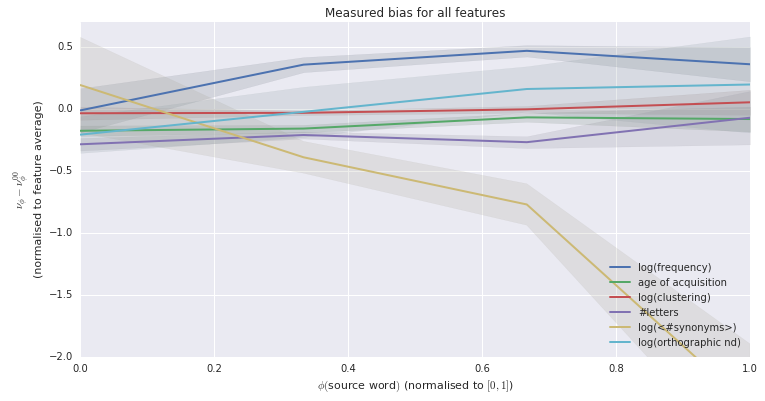 Measured bias for all features
0.5
0.0
−0.5
−1.0
−1.5
−2.0
ν_ϕ − ν_ϕ^00
(normalised to feature average)
log(frequency)
age of acquisition
log(clustering)
#letters
log(<#synonyms>)
log(orthographic nd)
0.0 0.2 0.4 0.6 0.8 1.0
ϕ(source word) (normalised to [0, 1])